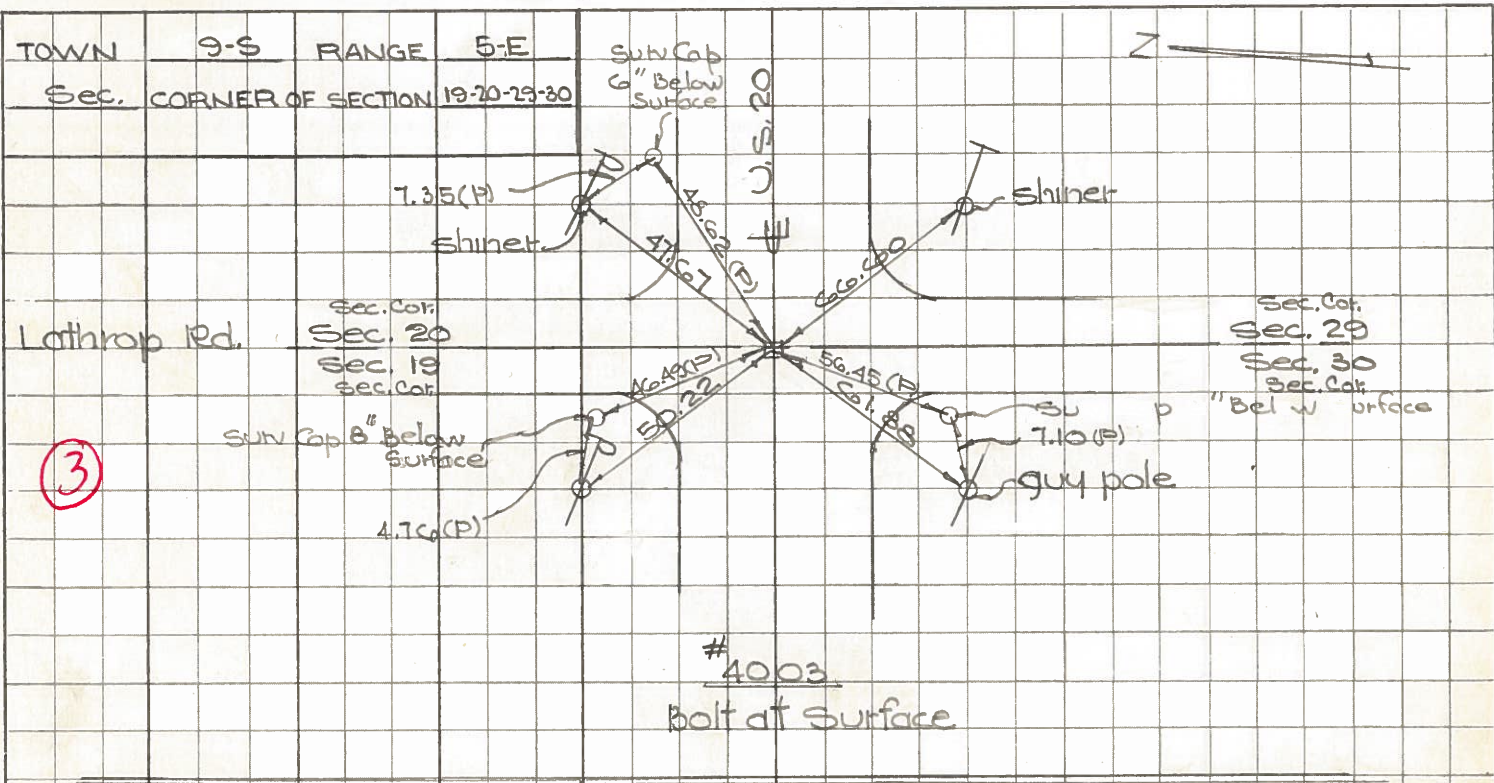 TOWN 9-S RANGE 5-E
Sec. CORNER OF SECTION 19-20-29-30
Surv Cap
6" Below
Surface
U.S. 20
Z
7.35(P)
shiner
48.62(P)
47.67
66.60
shiner
Lathrop Rd.
Sec. Cor.
Sec. 20
Sec. 19
Sec. Cor.
Sec. Cor.
Sec. 29
Sec. 30
Sec. Cor.
46.49(P)
56.45(P)
61.88
Surv Cap 8" Below
Surface
"Bel w urface
7.10(P)
guy pole
4.76(P)
3
#4003
Bolt at Surface